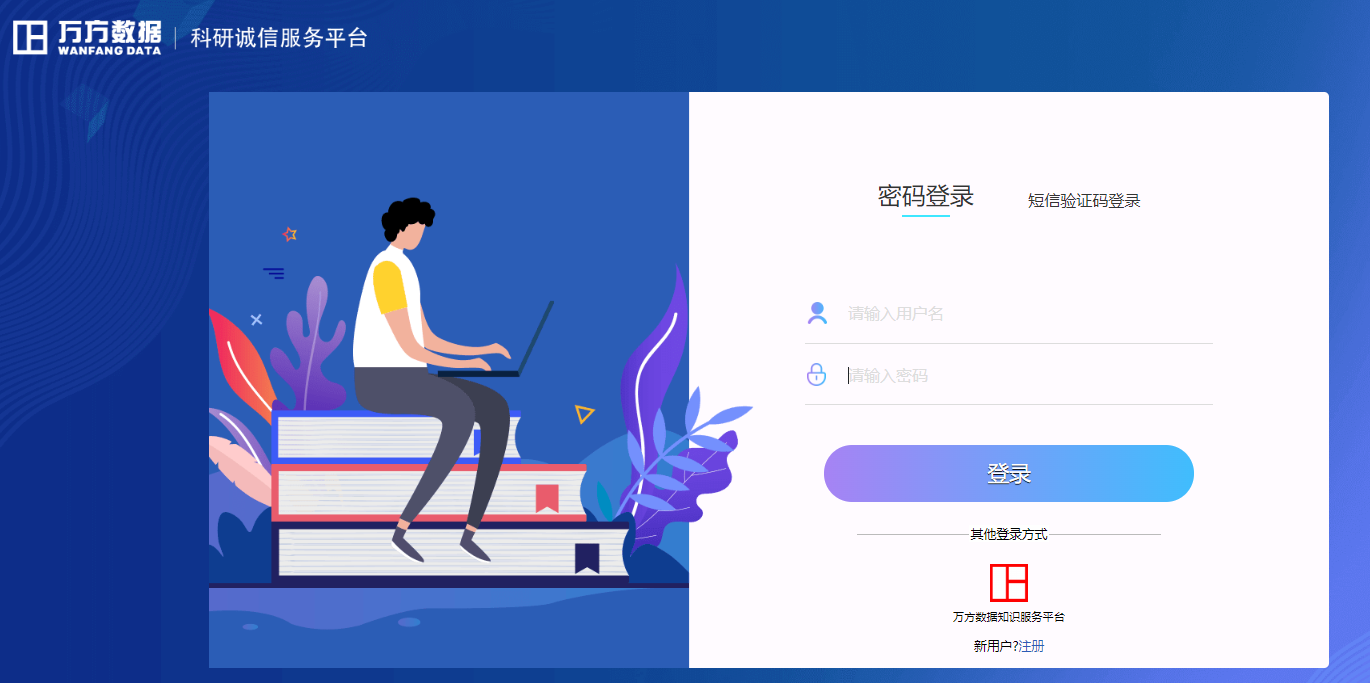 万方数据
WANFANG DATA
科研诚信服务平台
密码登录
短信验证码登录
请输入用户名
请输入密码
登录
其他登录方式
万方数据知识服务平台
新用户?注册